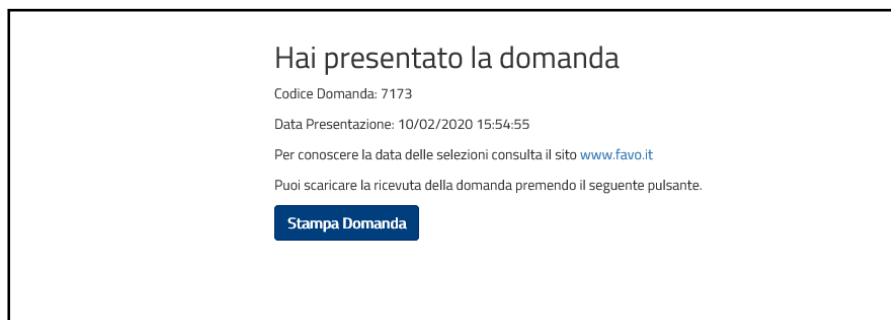 Hai presentato la domanda
Codice Domanda: 7173
Data Presentazione: 10/02/2020 15:54:55
Per conoscere la data delle selezioni consulta il sito www.favo.it
Puoi scaricare la ricevuta della domanda premendo il seguente pulsante.
Stampa Domanda